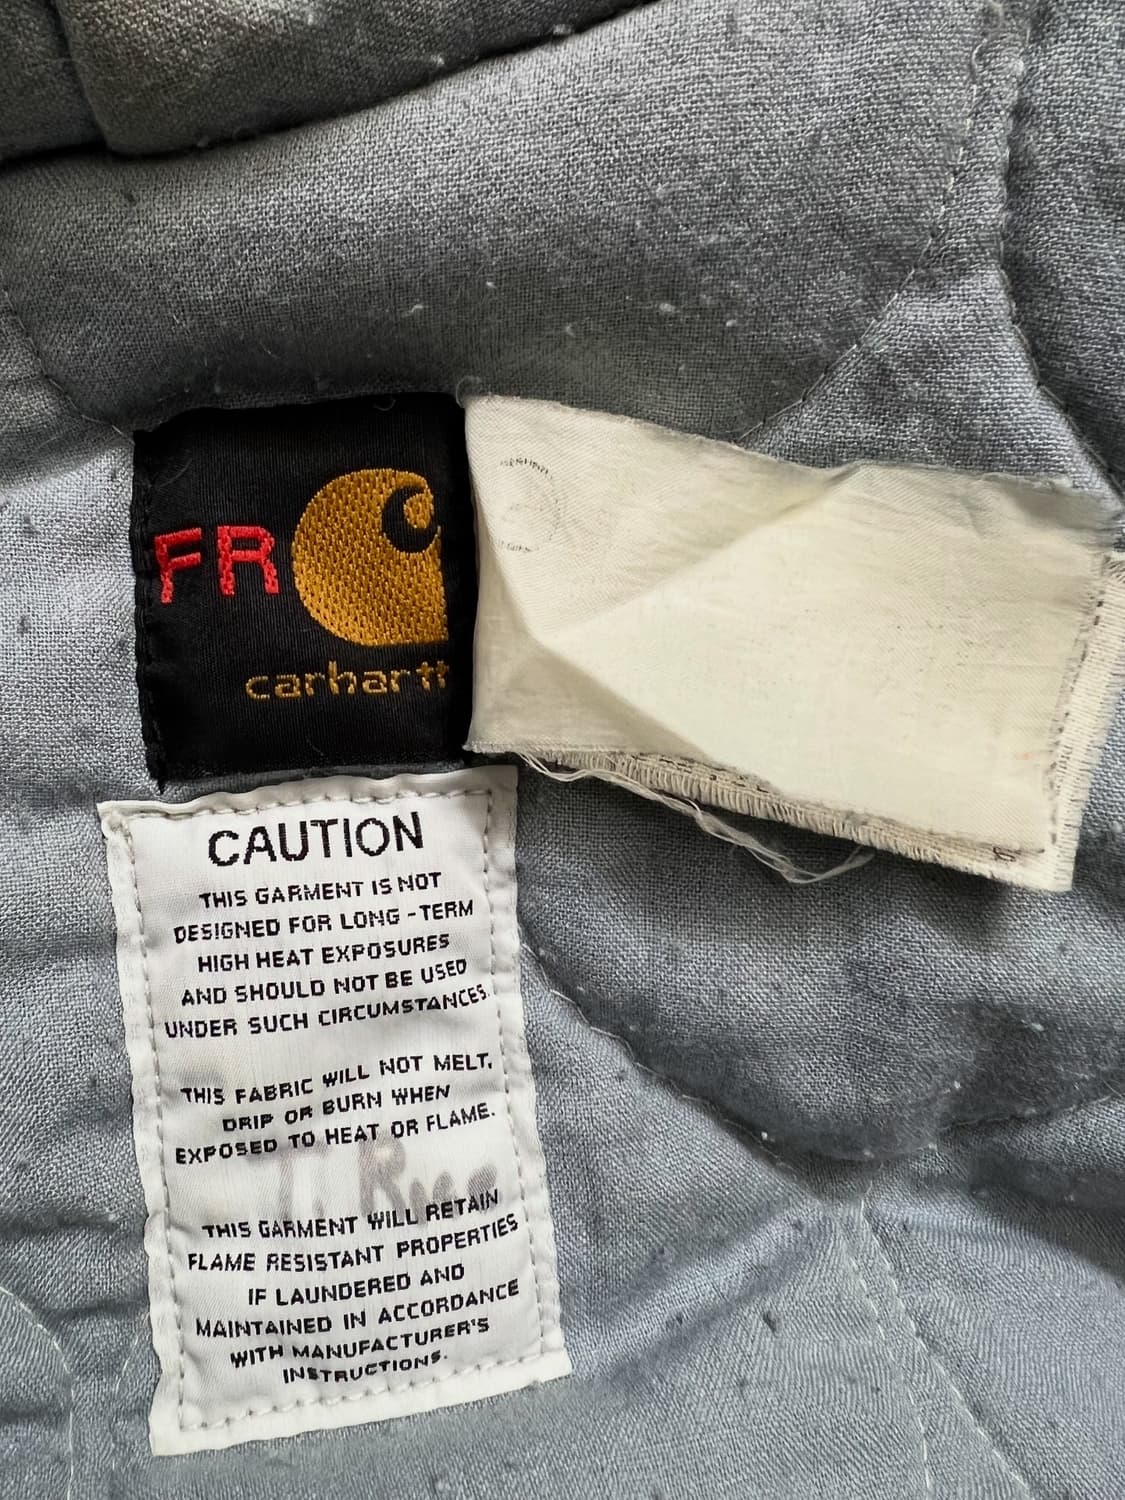 FR
carhartt
CAUTION
THIS GARMENT IS NOT
DESIGNED FOR LONG - TERM
HIGH HEAT EXPOSURES
AND SHOULD NOT BE USED
UNDER SUCH CIRCUMSTANCES.
THIS FABRIC WILL NOT MELT,
DRIP OR BURN WHEN
EXPOSED TO HEAT OR FLAME.
THIS GARMENT WILL RETAIN
FLAME RESISTANT PROPERTIES
IF LAUNDERED AND
MAINTAINED IN ACCORDANCE
WITH MANUFACTURER'S
INSTRUCTIONS.